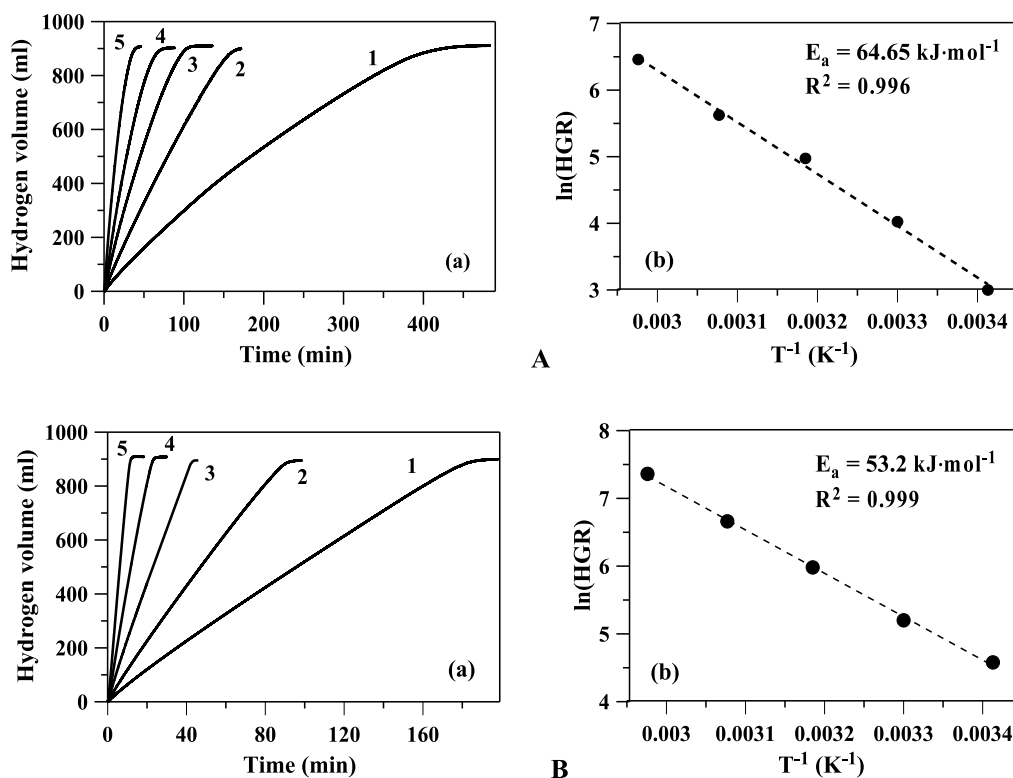 1000
800
600
400
200
0
Hydrogen volume (ml)
5
4
3
2
1
(a)
0
100
200
300
400
Time (min)
7
6
5
4
3
ln(HGR)
E_a = 64.65 kJ·mol^-1
R^2 = 0.996
(b)
0.003
0.0031
0.0032
0.0033
0.0034
T^-1 (K^-1)
A
1000
800
600
400
200
0
Hydrogen volume (ml)
5
4
3
2
1
(a)
0
40
80
120
160
Time (min)
8
7
6
5
4
ln(HGR)
E_a = 53.2 kJ·mol^-1
R^2 = 0.999
(b)
0.003
0.0031
0.0032
0.0033
0.0034
T^-1 (K^-1)
B